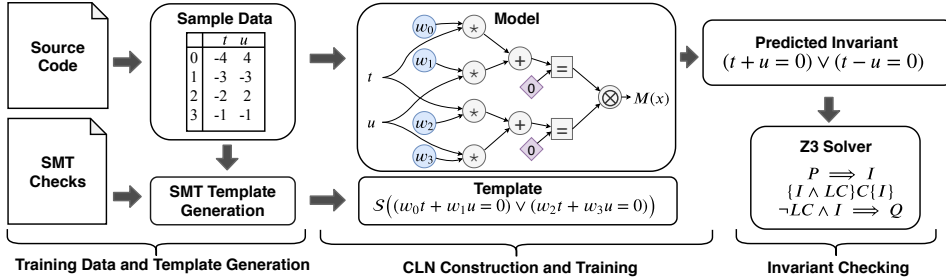 Source
Code
SMT
Checks
Sample Data
t u
0 -4 4
1 -3 -3
2 -2 2
3 -1 -1
SMT Template
Generation
Training Data and Template Generation
Model
w₀
w₁
w₂
w₃
t
u
*
*
*
*
+
+
0
0
=
=
⊗
M(x)
Template
S((w₀t + w₁u = 0) ∨ (w₂t + w₃u = 0))
CLN Construction and Training
Predicted Invariant
(t + u = 0) ∨ (t − u = 0)
Z3 Solver
P ⟹ I
{I ∧ LC}C{I}
¬LC ∧ I ⟹ Q
Invariant Checking